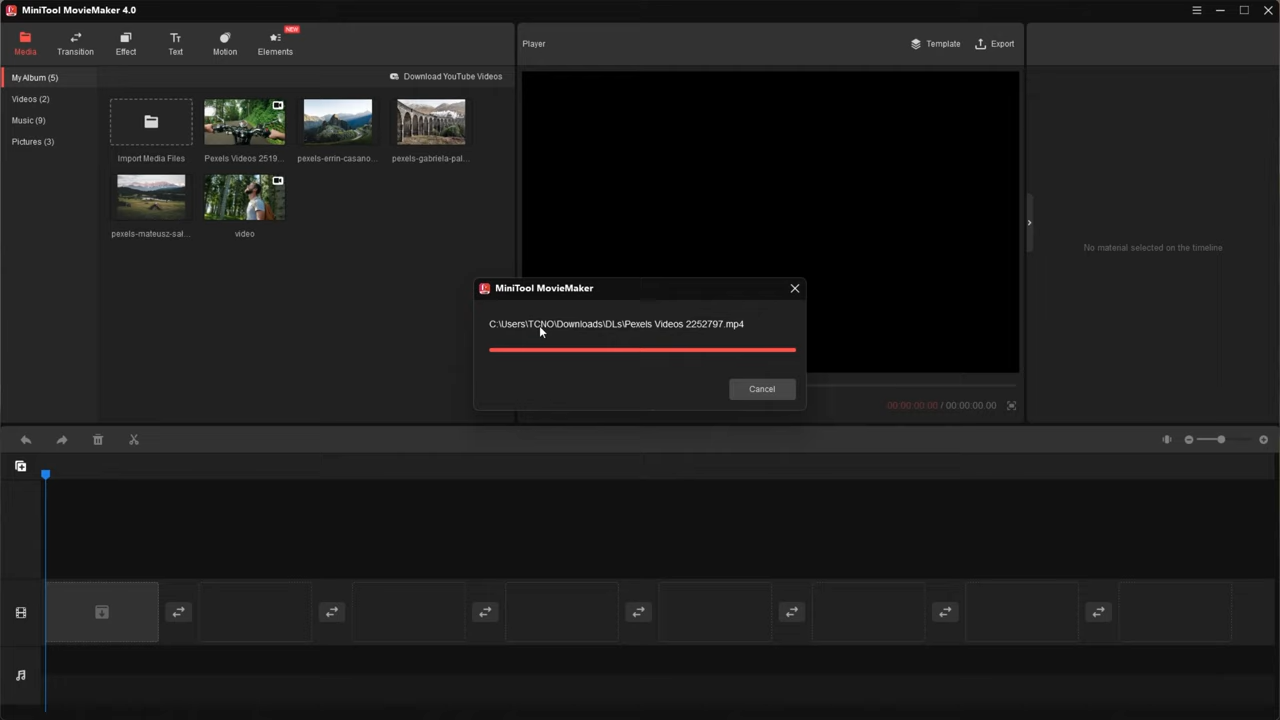 MiniTool MovieMaker 4.0
Media
Transition
Effect
Text
Motion
NEW
Elements
Player
Template
Export
My Album (5)
Download YouTube Videos
Videos (2)
Music (9)
Pictures (3)
Import Media Files
Pexels Videos 2519...
pexels-errin-casano...
pexels-gabriela-pal...
pexels-mateusz-sał...
video
No material selected on the timeline
MiniTool MovieMaker
C:\Users\TCNO\Downloads\DLs\Pexels Videos 2252797.mp4
Cancel
00:00:00.00 / 00:00:00.00